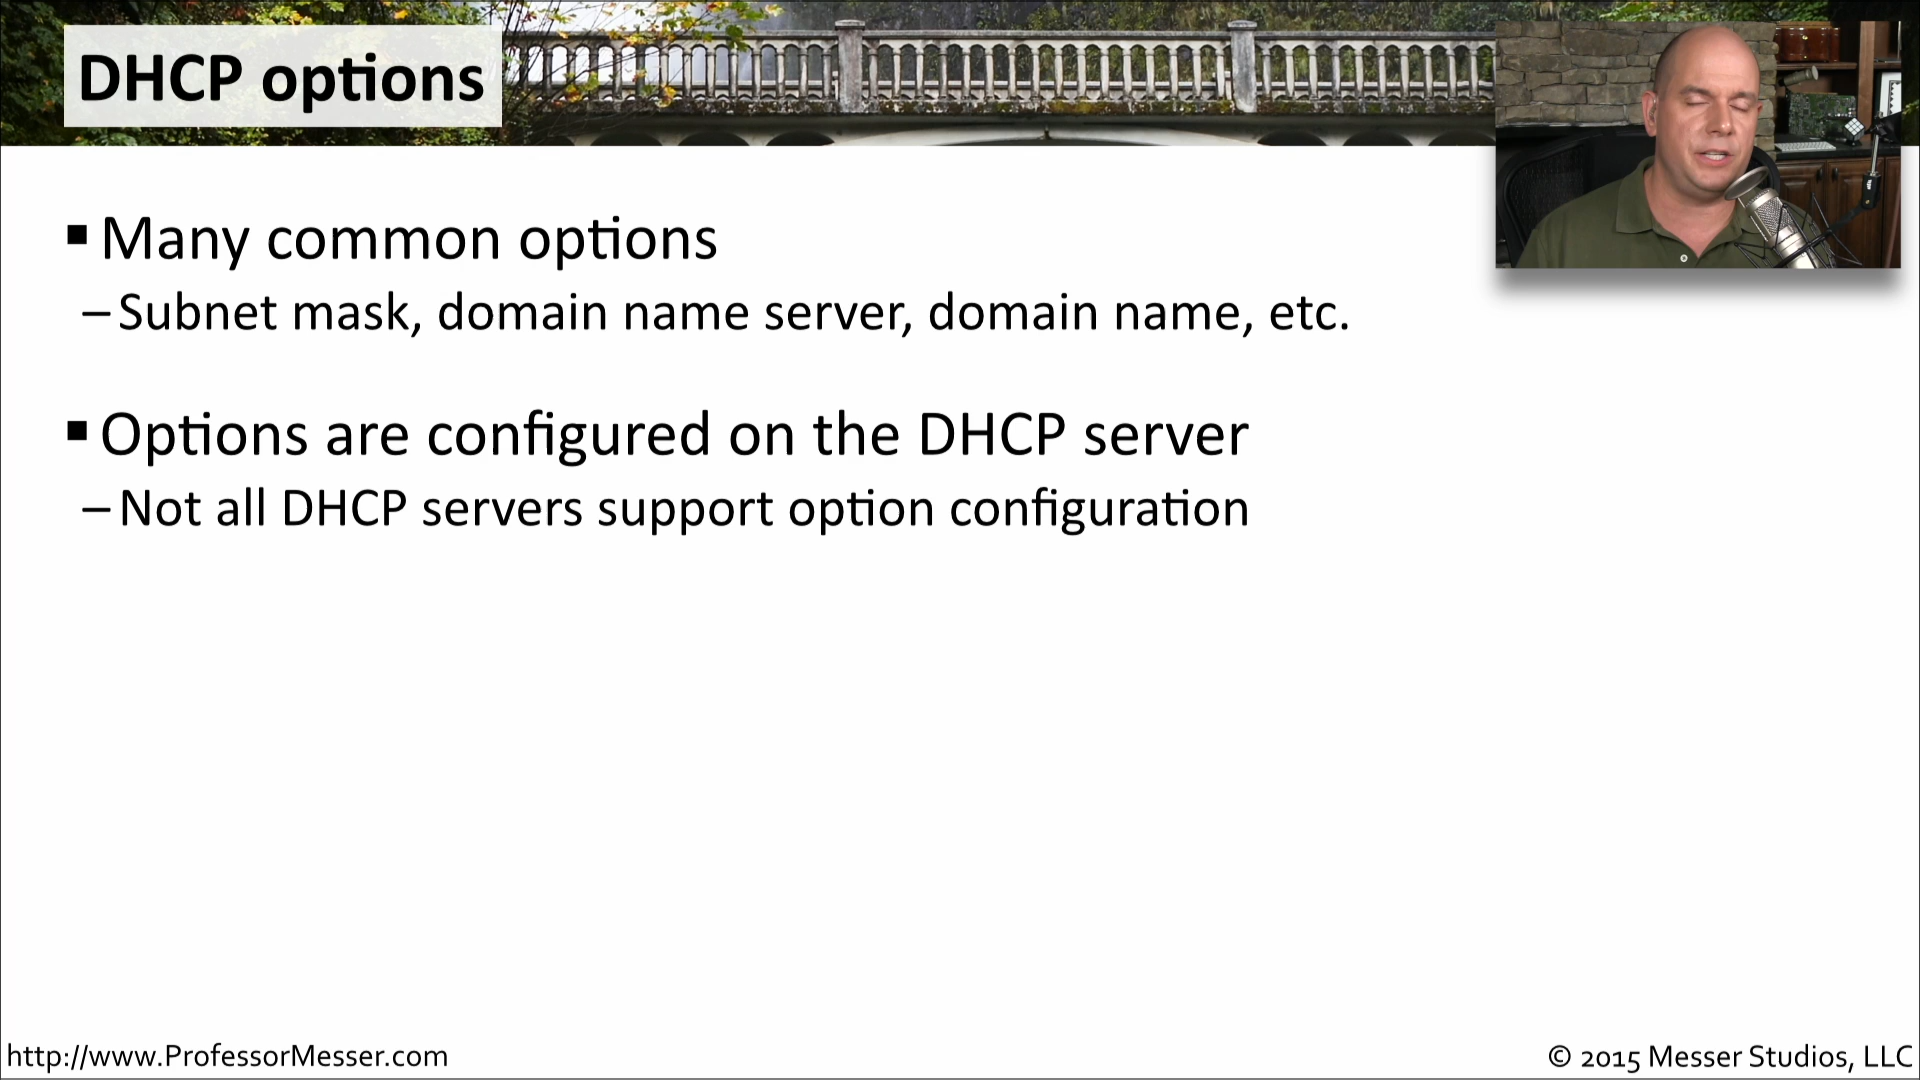 DHCP options
▪ Many common options
– Subnet mask, domain name server, domain name, etc.
▪ Options are configured on the DHCP server
– Not all DHCP servers support option configuration
http://www.ProfessorMesser.com
© 2015 Messer Studios, LLC